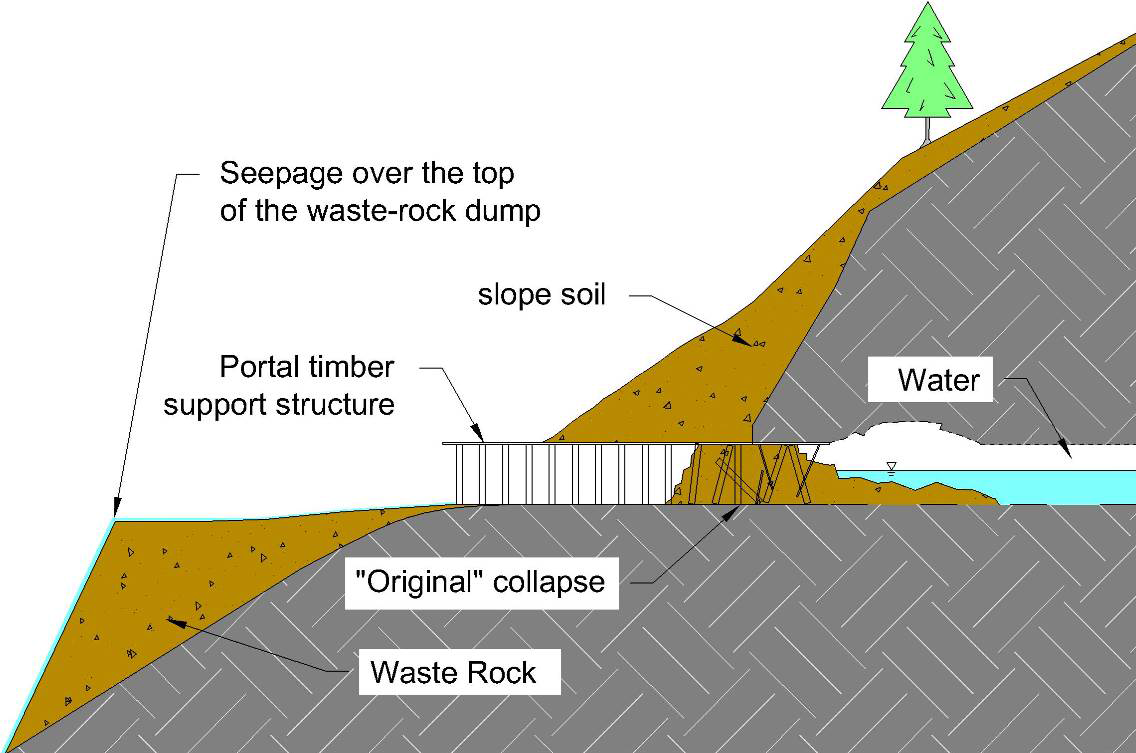 Seepage over the top
of the waste-rock dump
slope soil
Portal timber
support structure
Water
"Original" collapse
Waste Rock